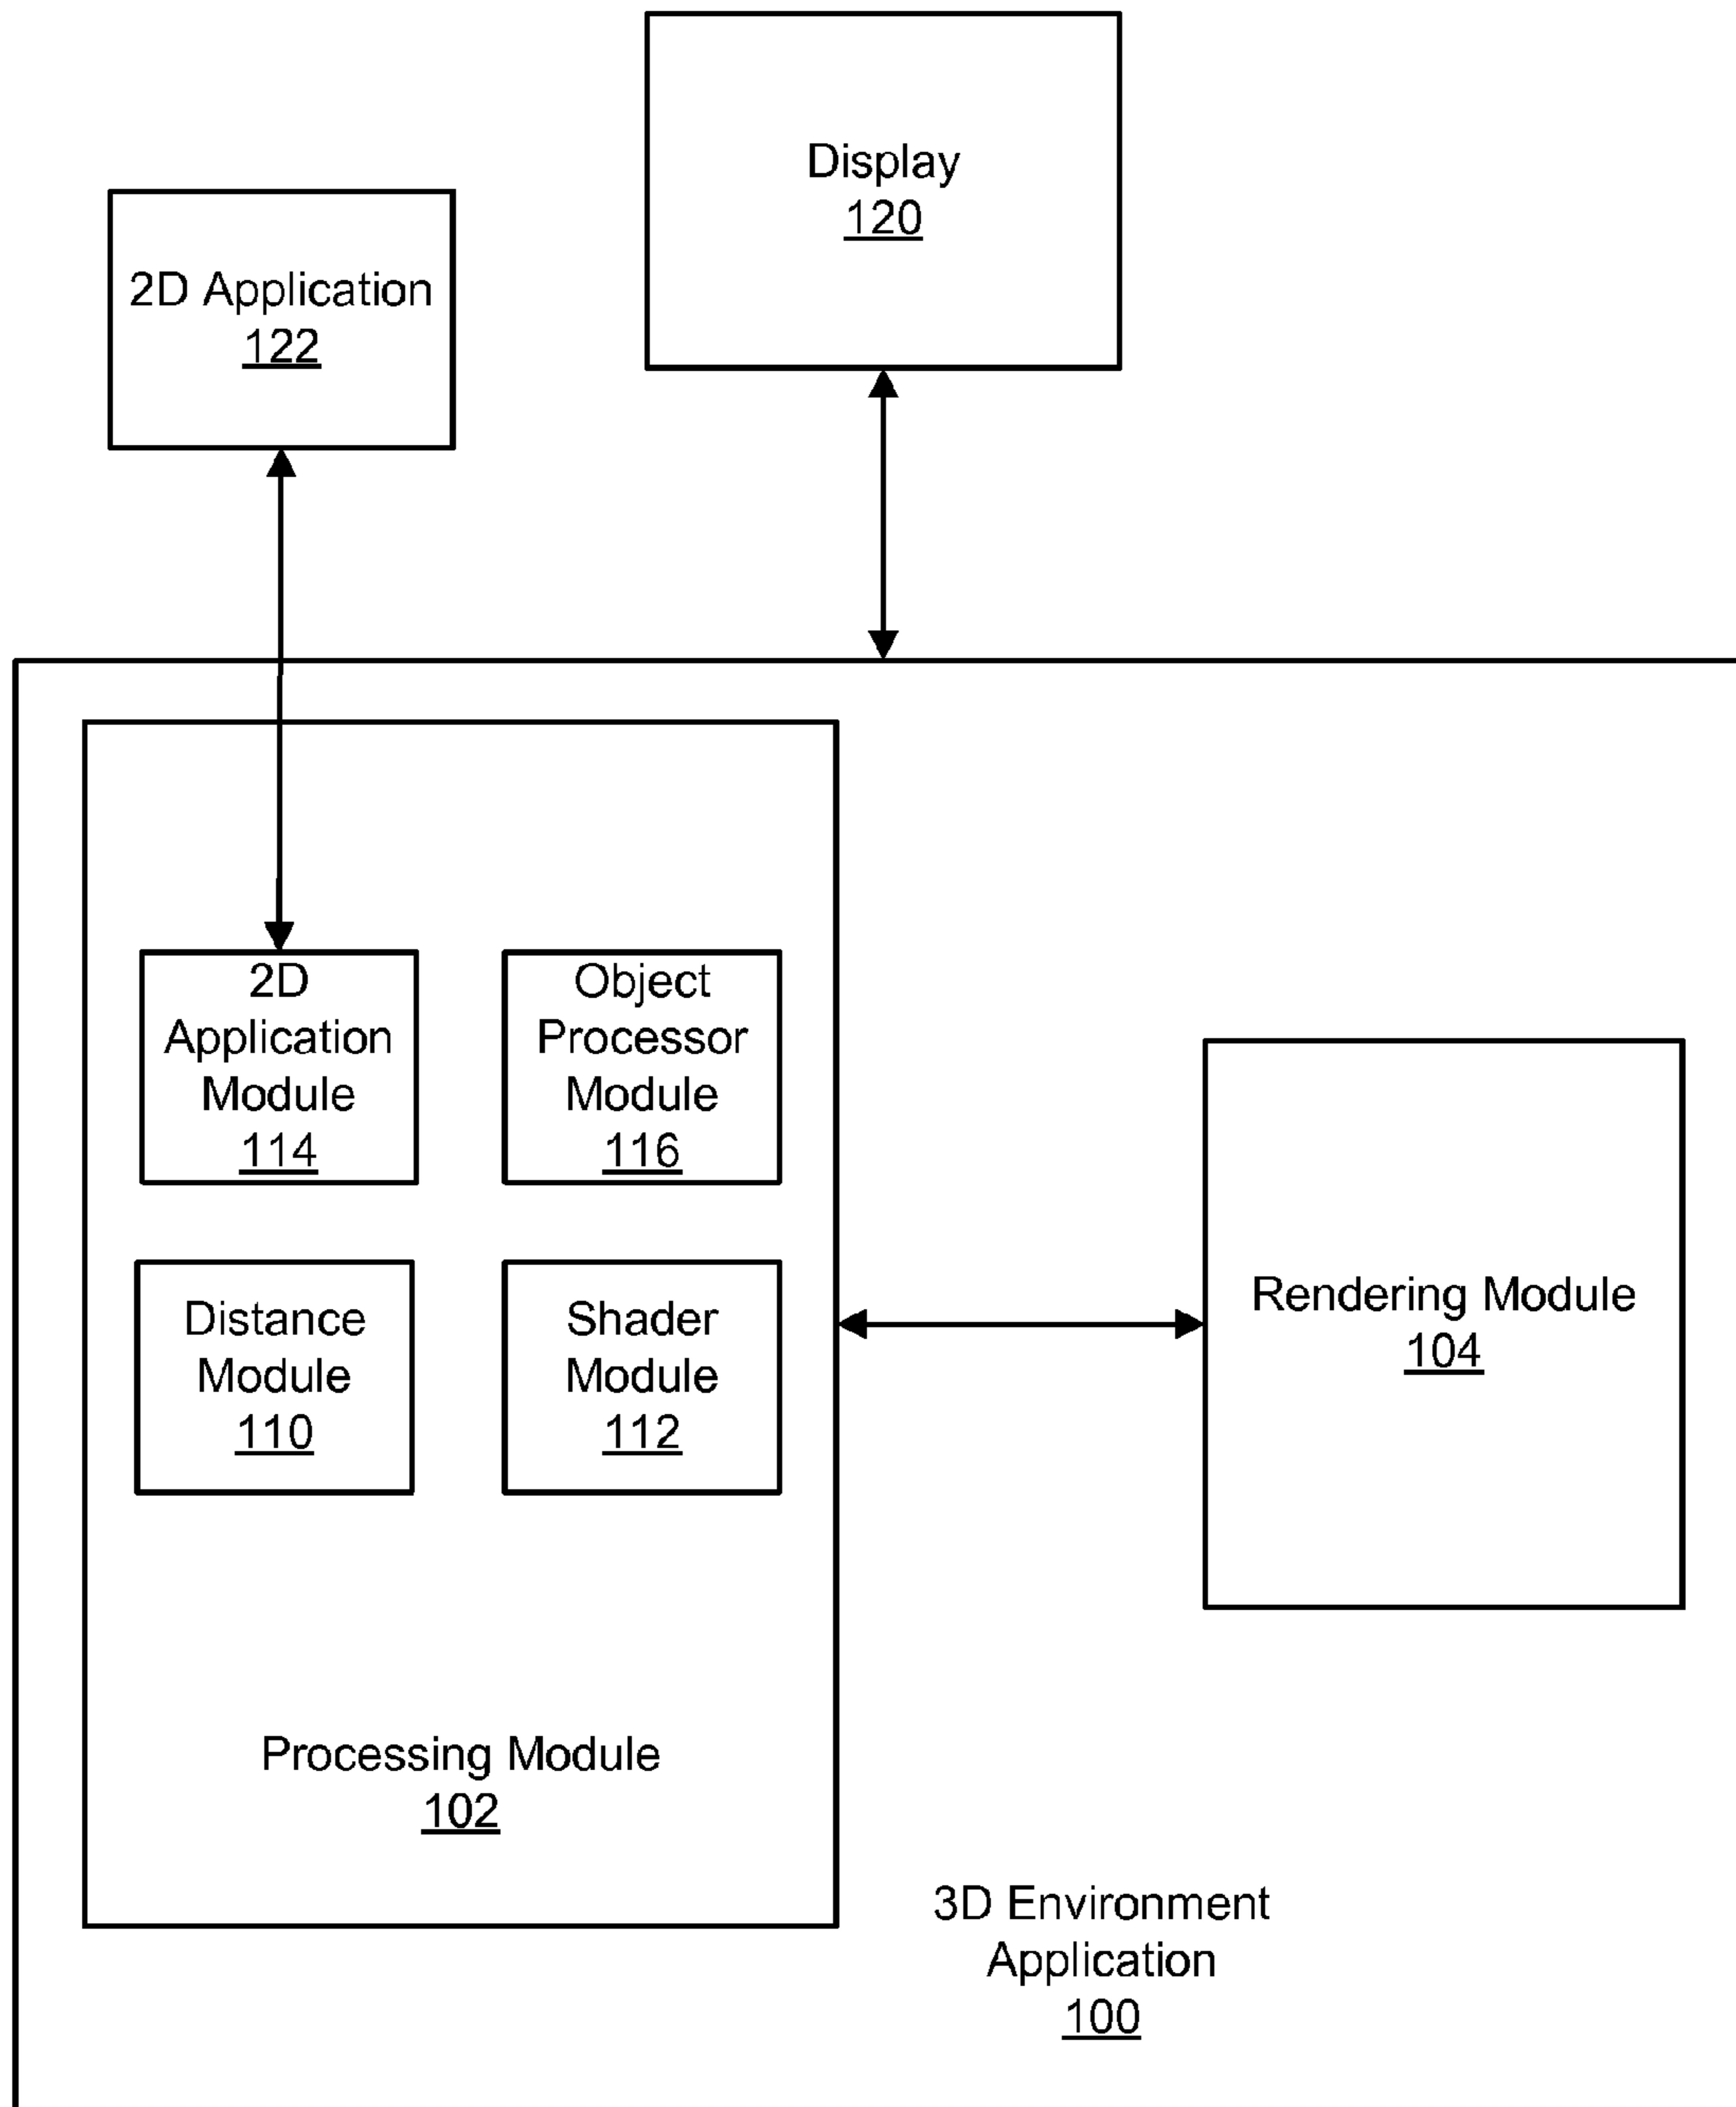 Display
120
2D Application
122
2D
Application
Module
114
Object
Processor
Module
116
Distance
Module
110
Shader
Module
112
Rendering Module
104
Processing Module
102
3D Environment
Application
100